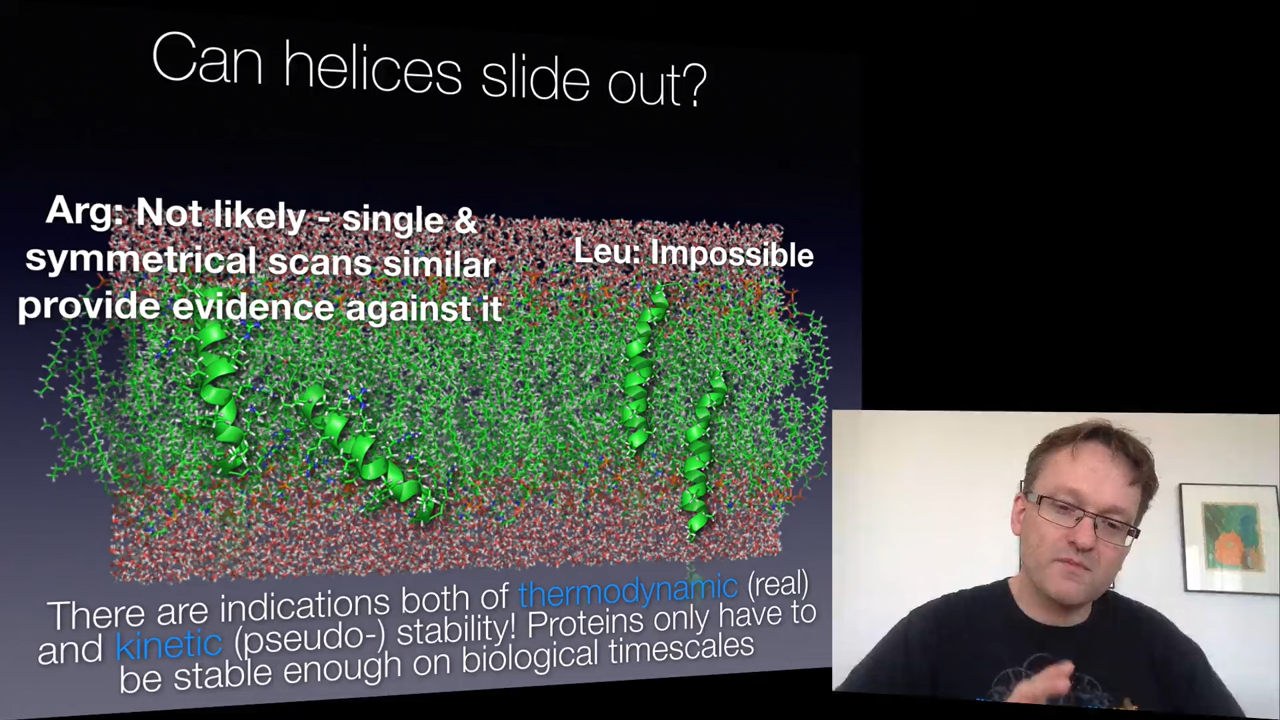 Can helices slide out?
Arg: Not likely - single &
symmetrical scans similar
provide evidence against it
Leu: Impossible
There are indications both of thermodynamic (real)
and kinetic (pseudo-) stability! Proteins only have to
be stable enough on biological timescales